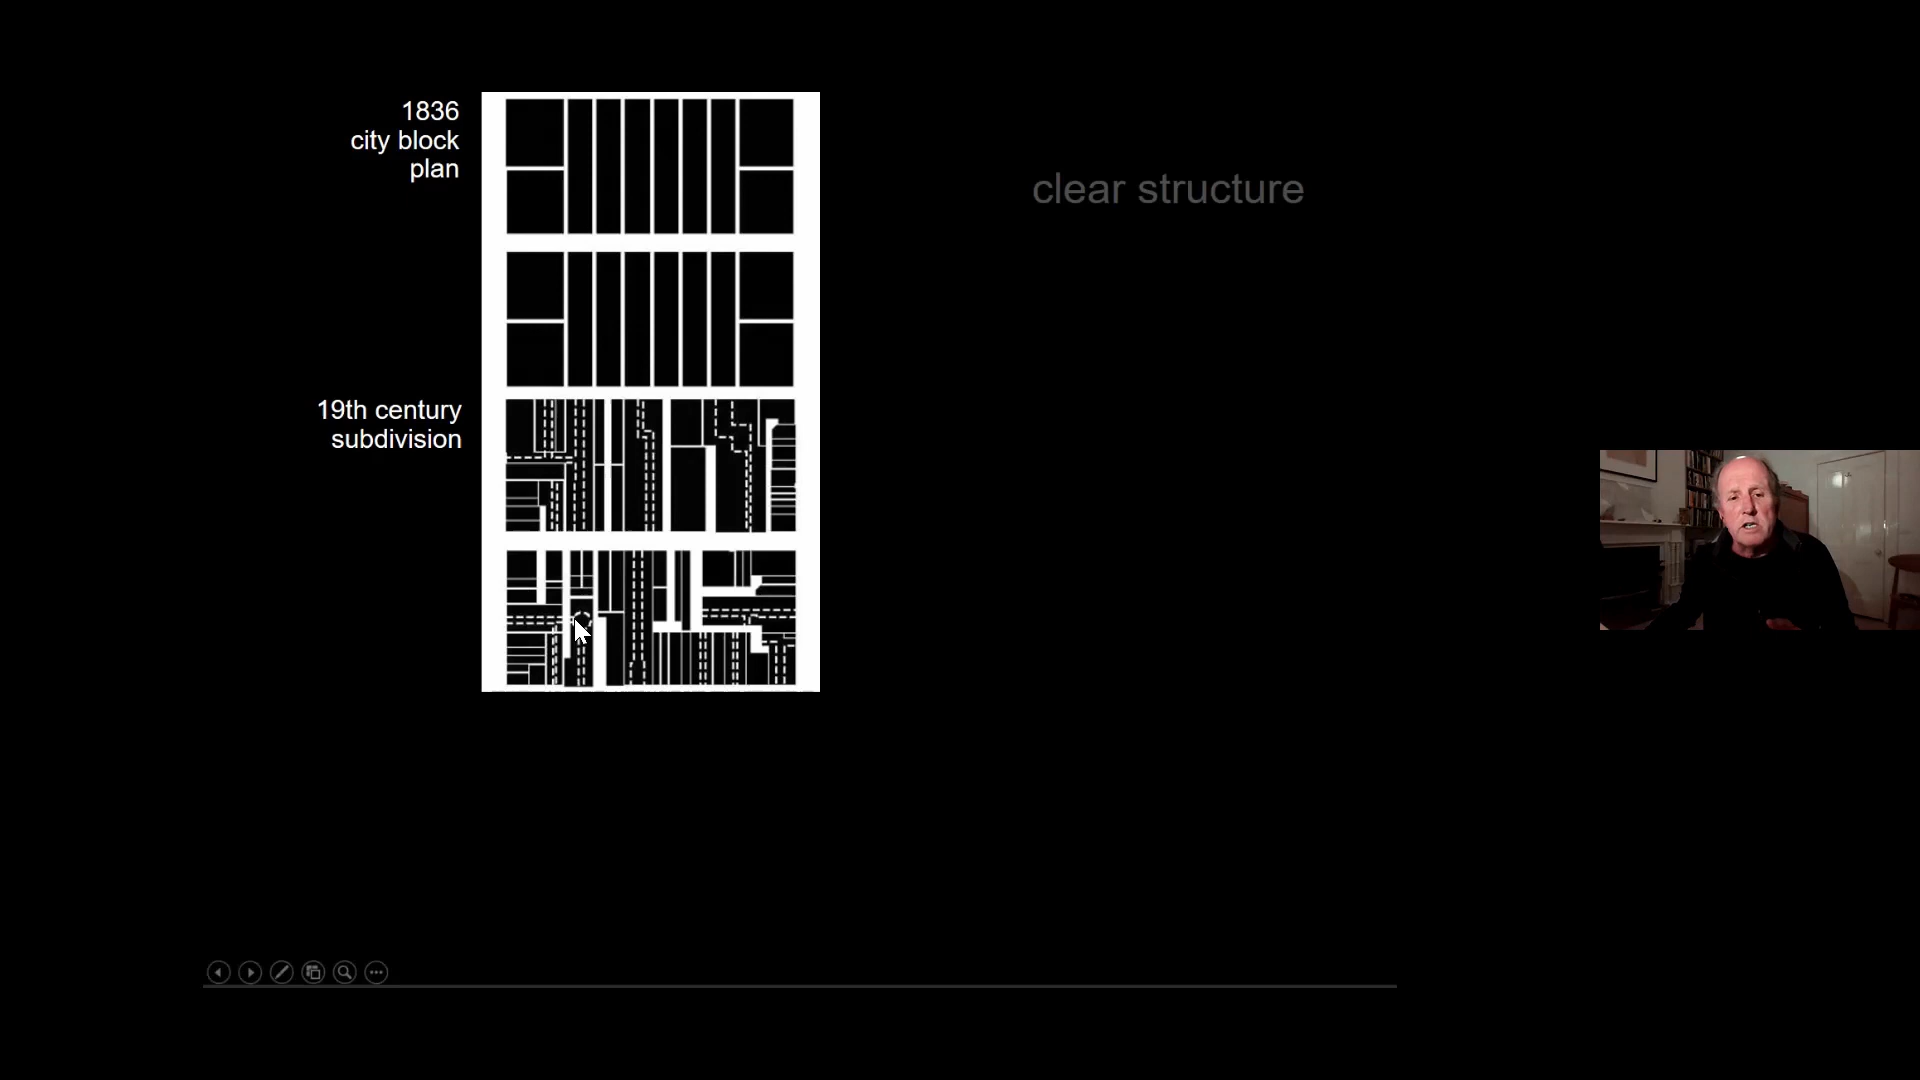 1836
city block
plan
clear structure
19th century
subdivision